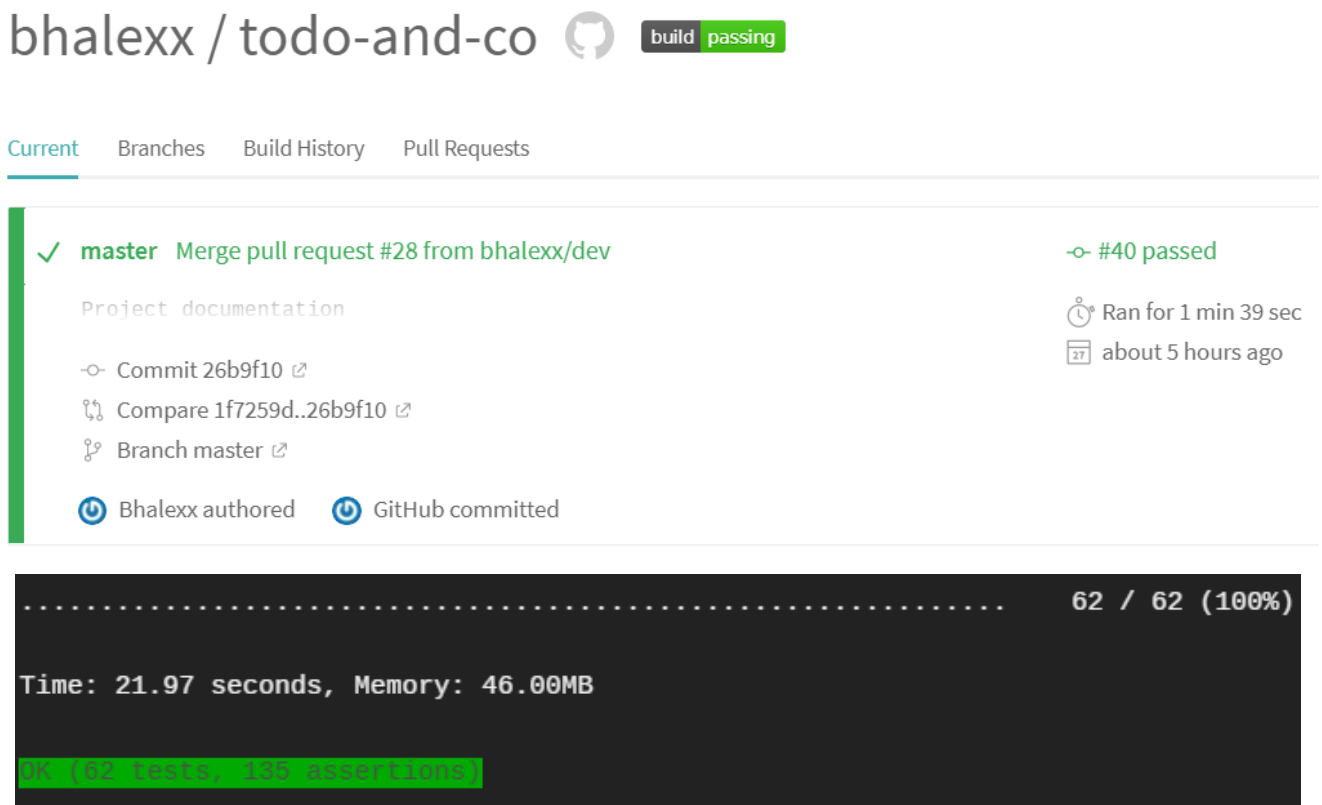 bhalexx / todo-and-co build passing
Current Branches Build History Pull Requests
master Merge pull request #28 from bhalexx/dev
#40 passed
Project documentation
Ran for 1 min 39 sec
27 about 5 hours ago
Commit 26b9f10
Compare 1f7259d..26b9f10
Branch master
Bhalexx authored GitHub committed
.............................................................. 62 / 62 (100%)
Time: 21.97 seconds, Memory: 46.00MB
OK (62 tests, 135 assertions)